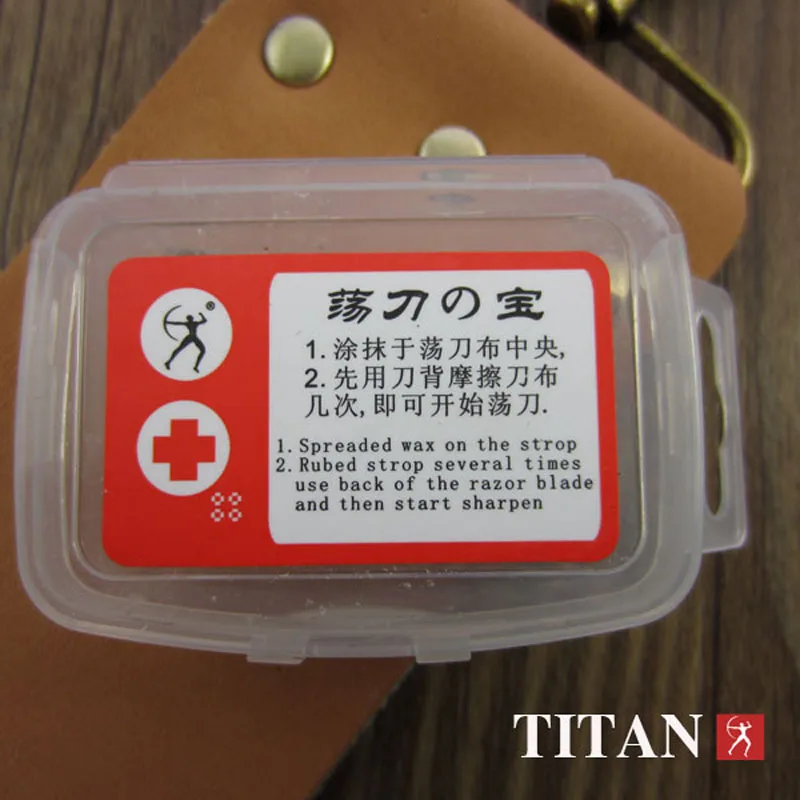 ®
荡刀の宝
1. 涂抹于荡刀布中央,
2. 先用刀背摩擦刀布
几次,即可开始荡刀.
1. Spreaded wax on the strop
2. Rubed strop several times
use back of the razor blade
and then start sharpen
TITAN